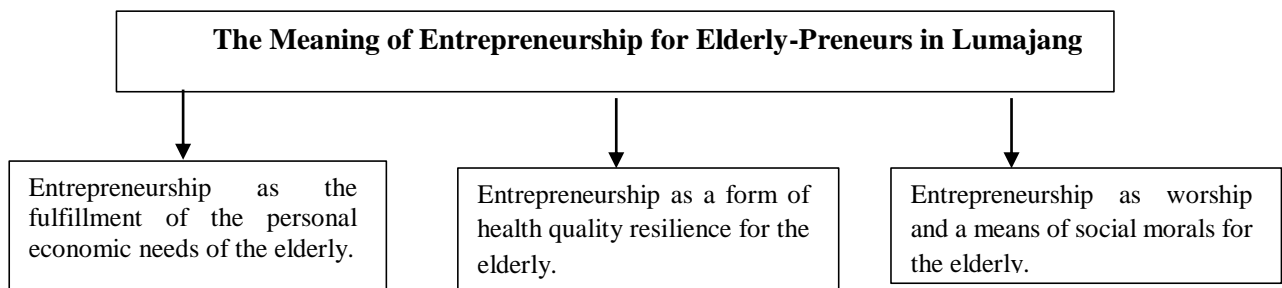 The Meaning of Entrepreneurship for Elderly-Preneurs in Lumajang
Entrepreneurship as the
fulfillment of the personal
economic needs of the elderly.
Entrepreneurship as a form of
health quality resilience for the
elderly.
Entrepreneurship as worship
and a means of social morals for
the elderly.